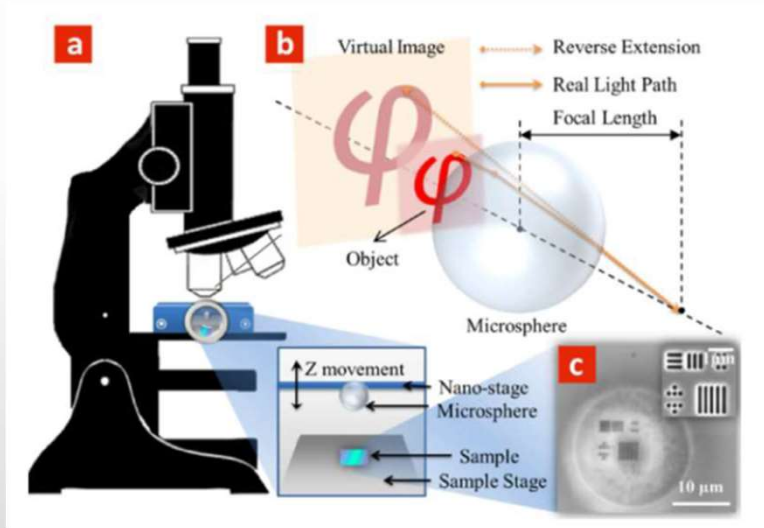 a
b
Virtual Image
Reverse Extension
Real Light Path
Focal Length
φ
φ
Object
Microsphere
Z movement
Nano-stage
Microsphere
Sample
Sample Stage
c
10 μm